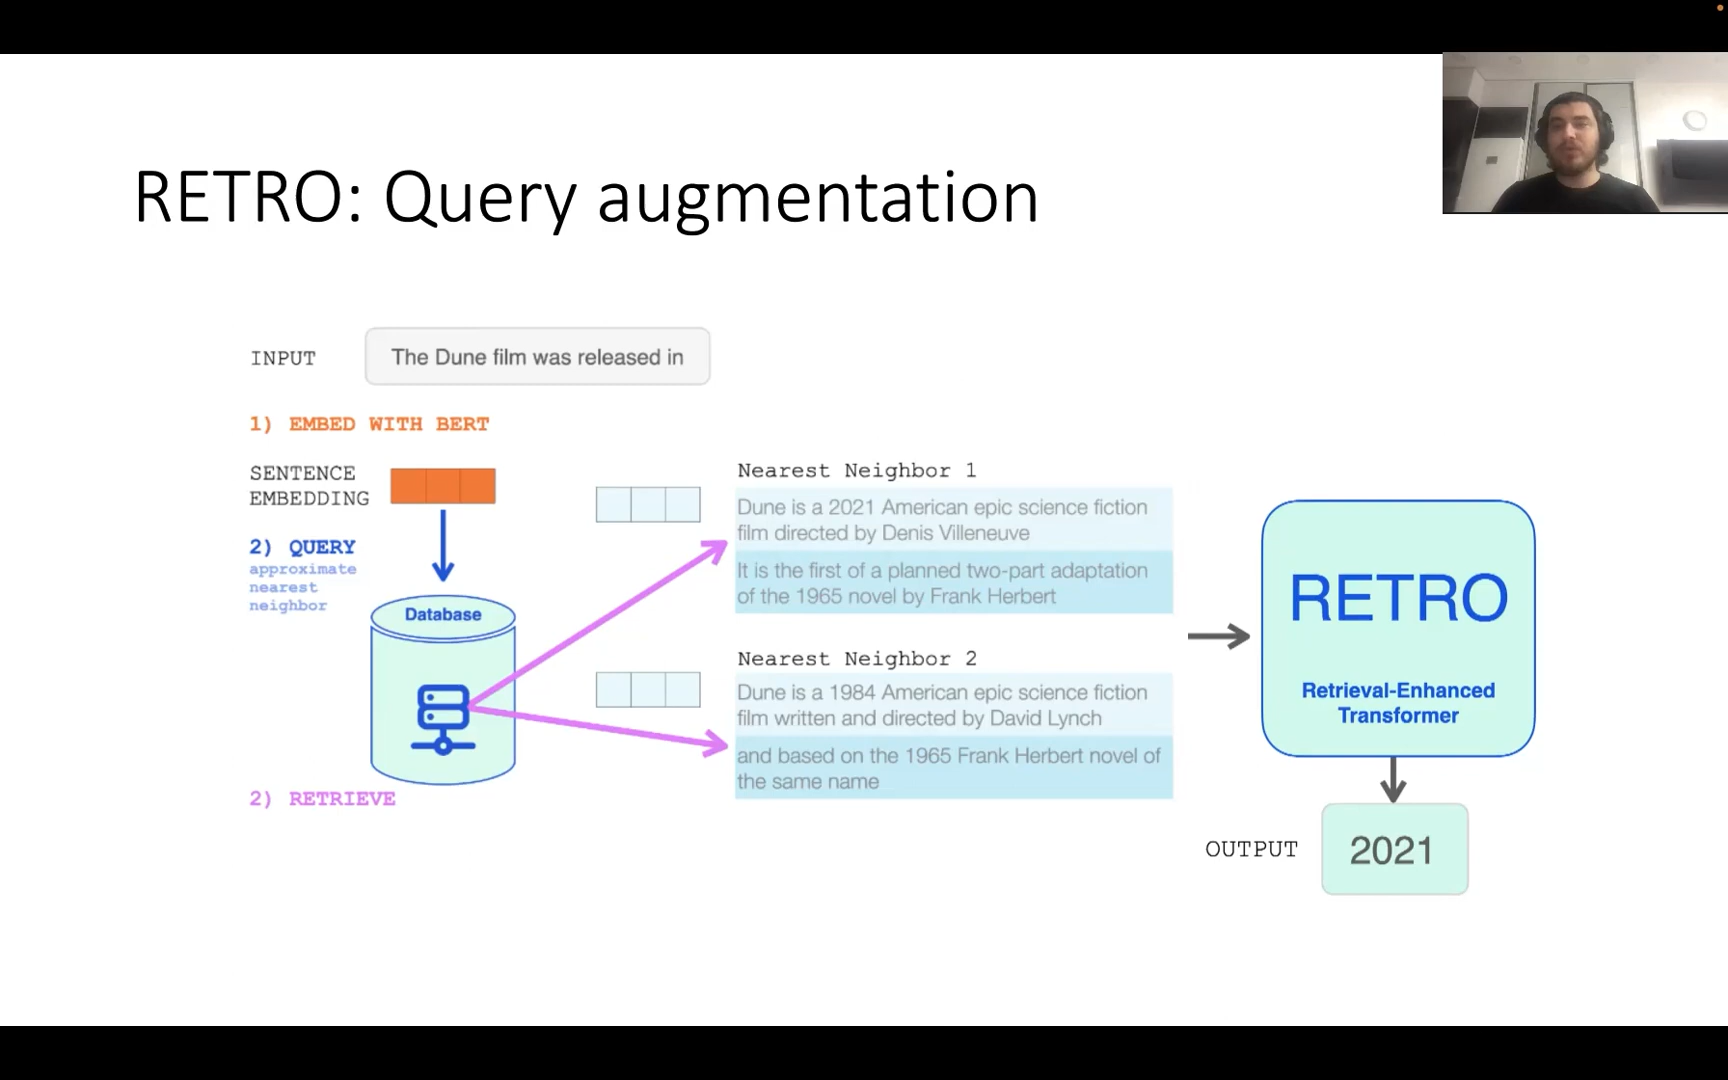 RETRO: Query augmentation
INPUT
The Dune film was released in
1) EMBED WITH BERT
SENTENCE
EMBEDDING
2) QUERY
approximate
nearest
neighbor
Database
2) RETRIEVE
Nearest Neighbor 1
Dune is a 2021 American epic science fiction
film directed by Denis Villeneuve
It is the first of a planned two-part adaptation
of the 1965 novel by Frank Herbert
Nearest Neighbor 2
Dune is a 1984 American epic science fiction
film written and directed by David Lynch
and based on the 1965 Frank Herbert novel of
the same name
RETRO
Retrieval-Enhanced
Transformer
OUTPUT
2021